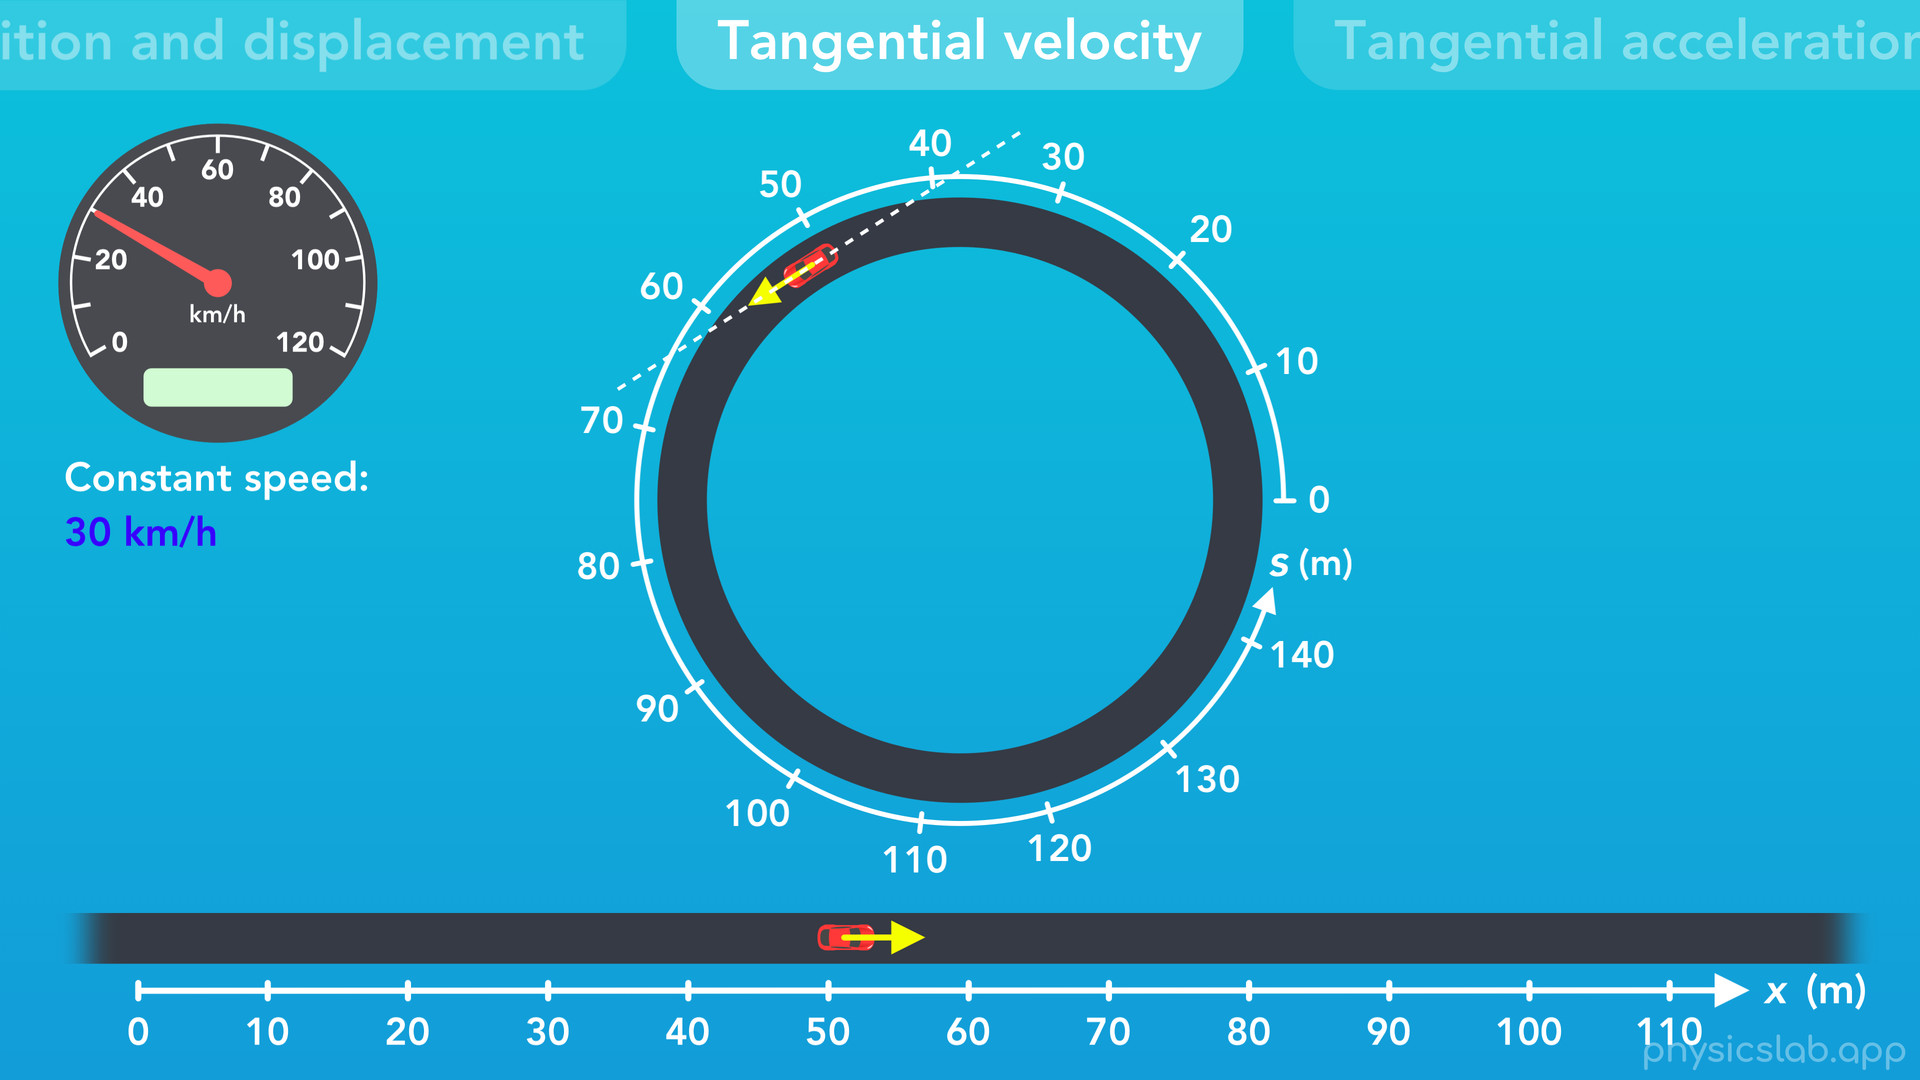 ition and displacement
Tangential velocity
Tangential acceleration
0
20
40
60
80
100
120
km/h
Constant speed:
30 km/h
0
10
20
30
40
50
60
70
80
90
100
110
120
130
140
s (m)
0 10 20 30 40 50 60 70 80 90 100 110
x (m)
physicslab.app